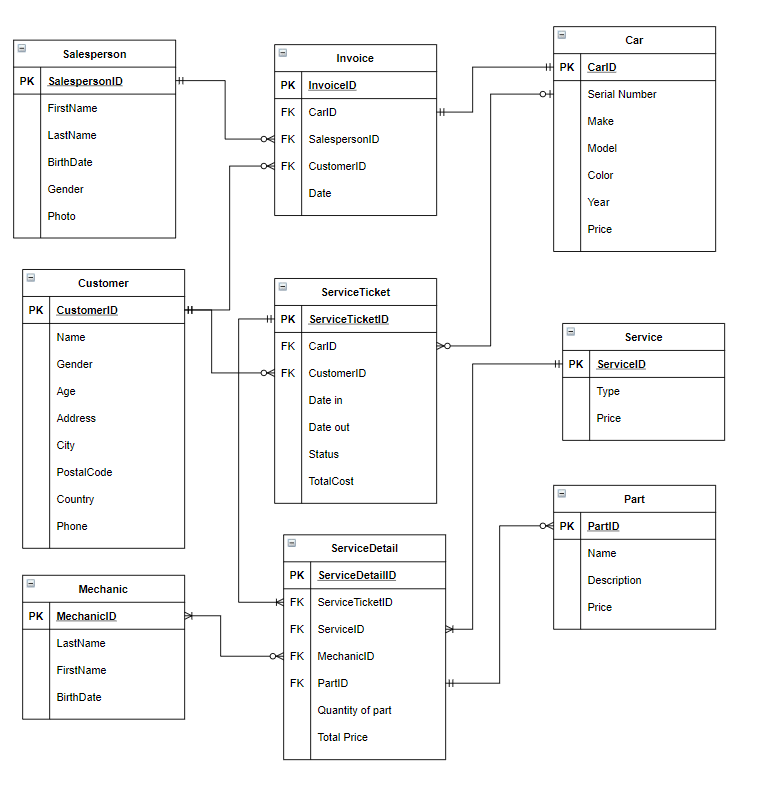 Salesperson
PK SalespersonID
FirstName
LastName
BirthDate
Gender
Photo
Invoice
PK InvoiceID
FK CarID
FK SalespersonID
FK CustomerID
Date
Car
PK CarID
Serial Number
Make
Model
Color
Year
Price
Customer
PK CustomerID
Name
Gender
Age
Address
City
PostalCode
Country
Phone
ServiceTicket
PK ServiceTicketID
FK CarID
FK CustomerID
Date in
Date out
Status
TotalCost
Service
PK ServiceID
Type
Price
Mechanic
PK MechanicID
LastName
FirstName
BirthDate
ServiceDetail
PK ServiceDetailID
FK ServiceTicketID
FK ServiceID
FK MechanicID
FK PartID
Quantity of part
Total Price
Part
PK PartID
Name
Description
Price